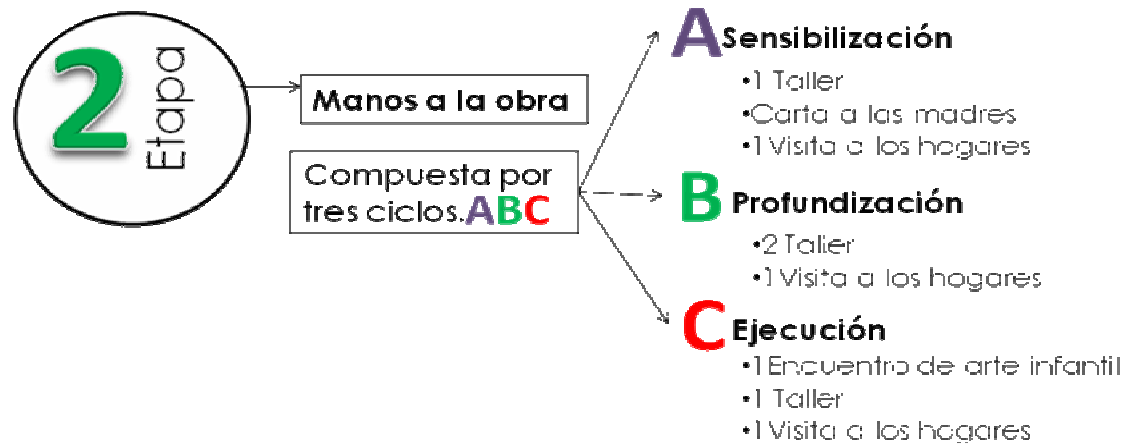 2 Etapa
Manos a la obra
Compuesta por
tres ciclos.ABC
A Sensibilización
•1 Taller
•Carta a las madres
•1 Visita a los hogares
B Profundización
•2 Taller
•1 Visita a los hogares
C Ejecución
•1 Encuentro de arte infantil
•1 Taller
•1 Visita a los hogares